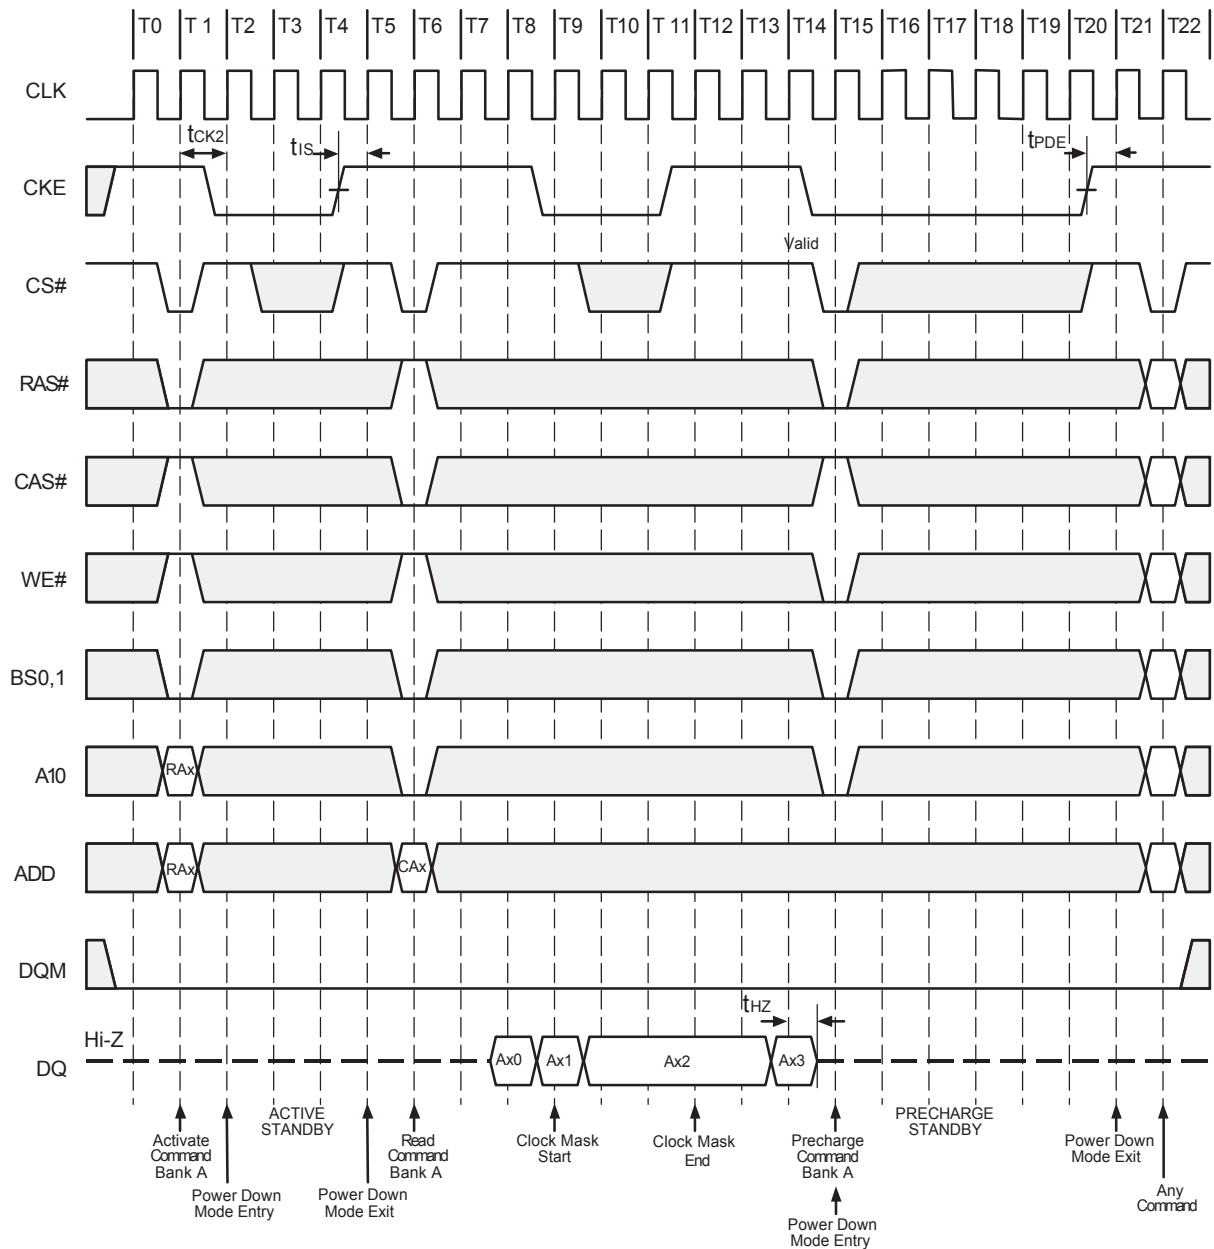 T0 T 1 T2 T3 T4 T5 T6 T7 T8 T9 T10 T 11 T12 T13 T14 T15 T16 T17 T18 T19 T20 T21 T22
CLK
tCK2
tIS
tPDE
CKE
Valid
CS#
RAS#
CAS#
WE#
BS0,1
A10
RAx
ADD
RAx
CAx
DQM
tHZ
Hi-Z
DQ
Ax0
Ax1
Ax2
Ax3
Activate
Command
Bank A
Power Down
Mode Entry
ACTIVE
STANDBY
Power Down
Mode Exit
Read
Command
Bank A
Clock Mask
Start
Clock Mask
End
Precharge
Command
Bank A
Power Down
Mode Entry
PRECHARGE
STANDBY
Power Down
Mode Exit
Any
Command